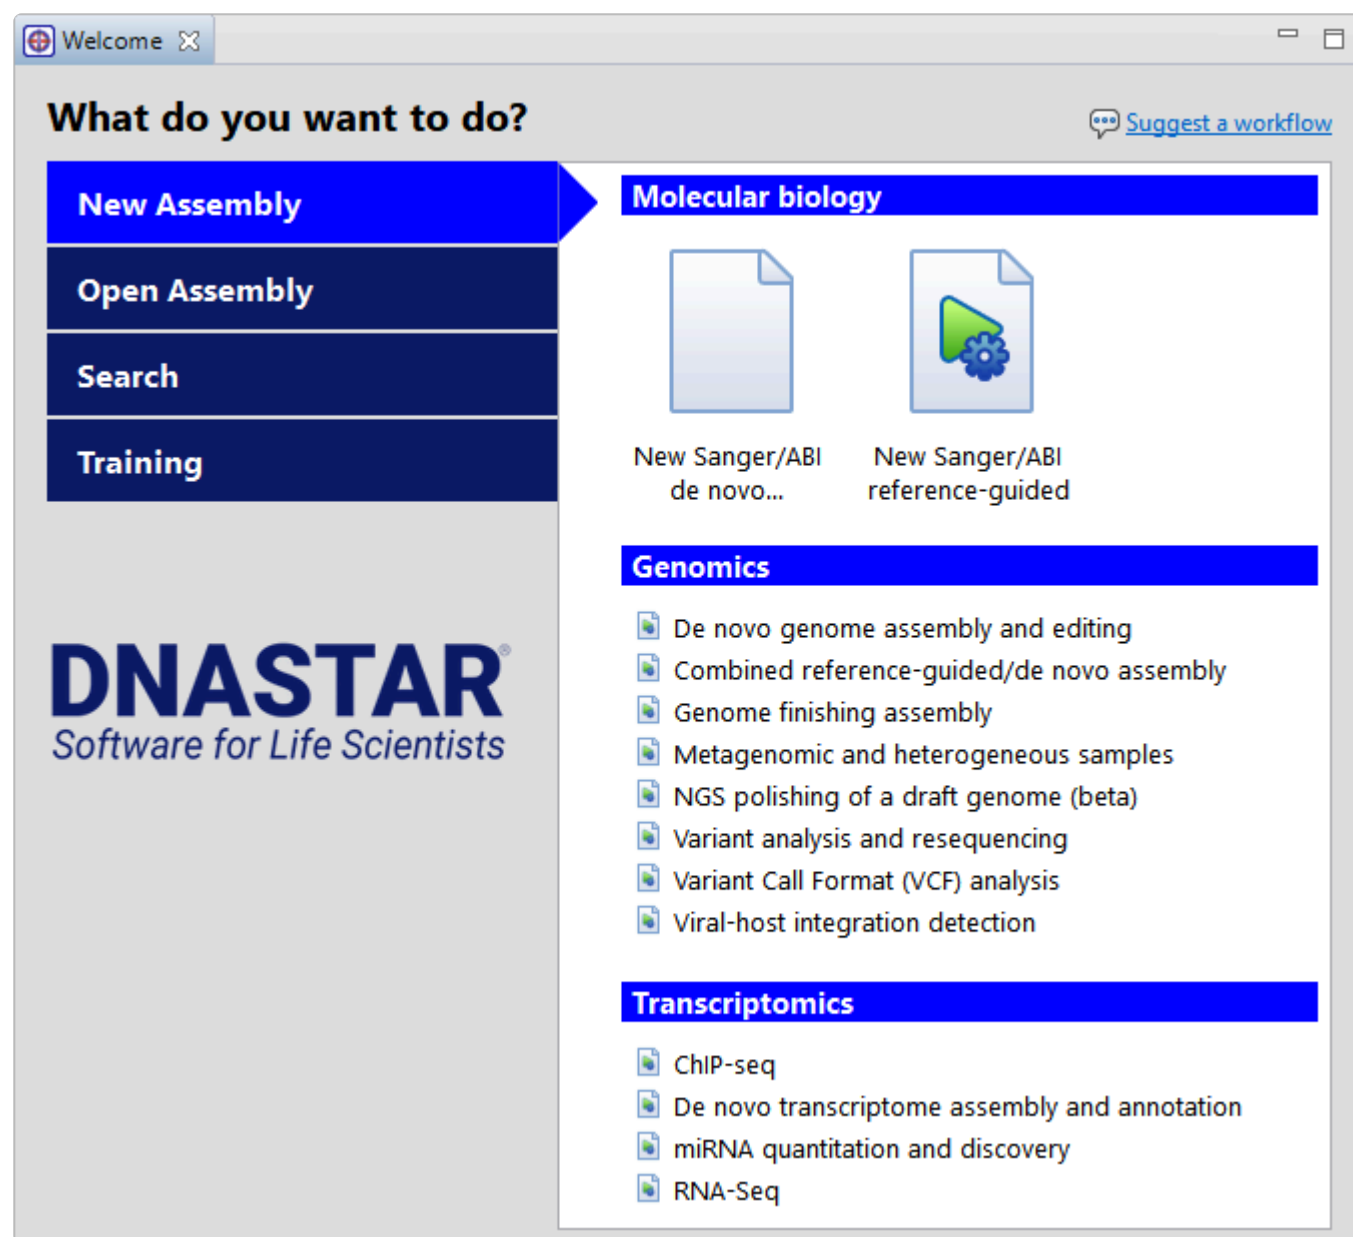 Welcome
What do you want to do?
Suggest a workflow
New Assembly
Open Assembly
Search
Training
DNASTAR®
Software for Life Scientists
Molecular biology
New Sanger/ABI
de novo...
New Sanger/ABI
reference-guided
Genomics
De novo genome assembly and editing
Combined reference-guided/de novo assembly
Genome finishing assembly
Metagenomic and heterogeneous samples
NGS polishing of a draft genome (beta)
Variant analysis and resequencing
Variant Call Format (VCF) analysis
Viral-host integration detection
Transcriptomics
ChIP-seq
De novo transcriptome assembly and annotation
miRNA quantitation and discovery
RNA-Seq